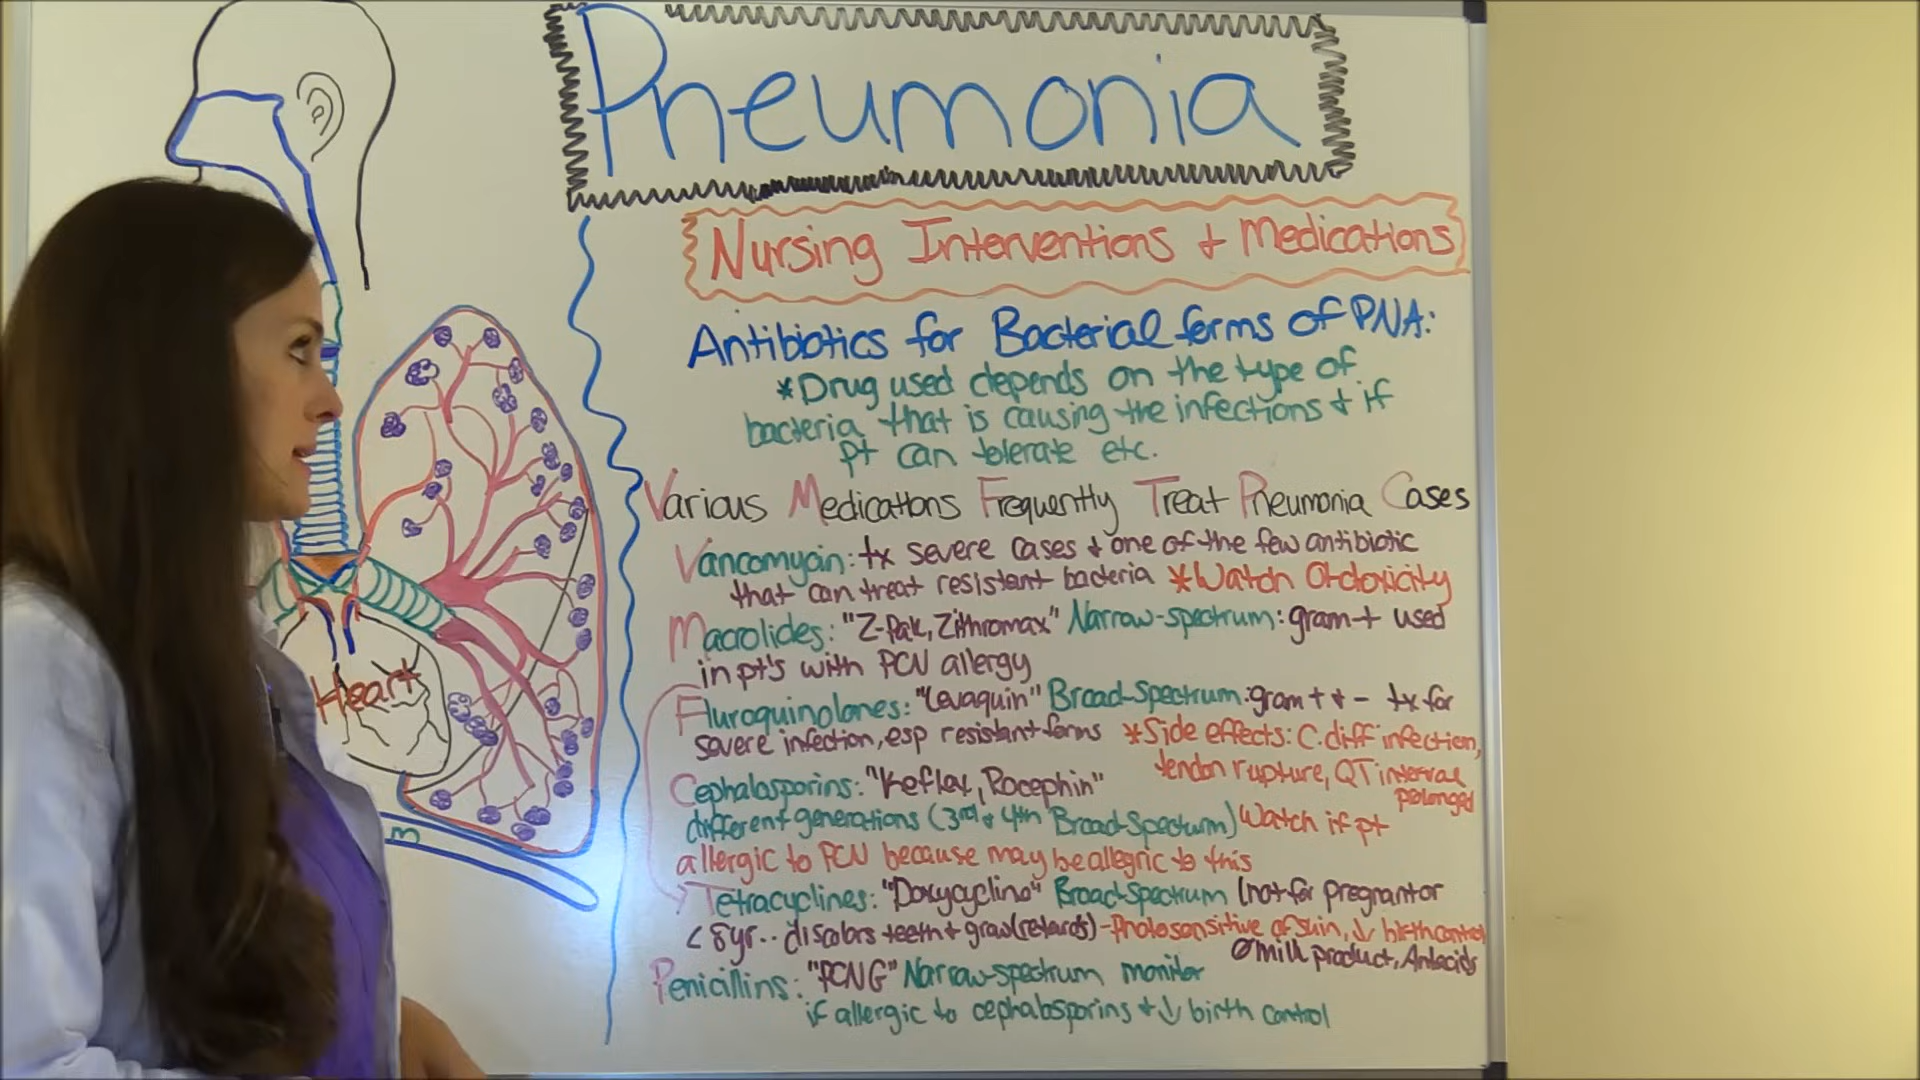 Pneumonia
Nursing Interventions + Medications
Antibiotics for Bacterial forms of PNA:
*Drug used depends on the type of
bacteria that is causing the infections + if
pt can tolerate etc.
Various Medications Frequently Treat Pneumonia Cases
Vancomycin: tx severe cases + one of the few antibiotic
that can treat resistant bacteria *Watch Ototoxicity
Macrolides: "Z-Pak, Zithromax" Narrow-spectrum: gram + used
in pt's with PCN allergy
Fluroquinolones: "Levaquin" Broad-Spectrum: gram + + - tx for
severe infection, esp resistant forms *Side effects: C. diff infection,
tendon rupture, QT interval
prolonged
Cephalosporins: "Keflex, Rocephin"
different generations (3rd + 4th Broad Spectrum) Watch if pt
allergic to PCN because may be allegric to this
Tetracyclines: "Doxycycline" Broad-Spectrum (not for pregnant or
< 8yr.. discolors teeth + grow(retards) - Photosensitive of skin, ↓ birth control
Ø milk product, Antacids
Penicillins: "PCN G" Narrow-spectrum monitor
if allergic to cephalosporins + ↓ birth control
Heart
m